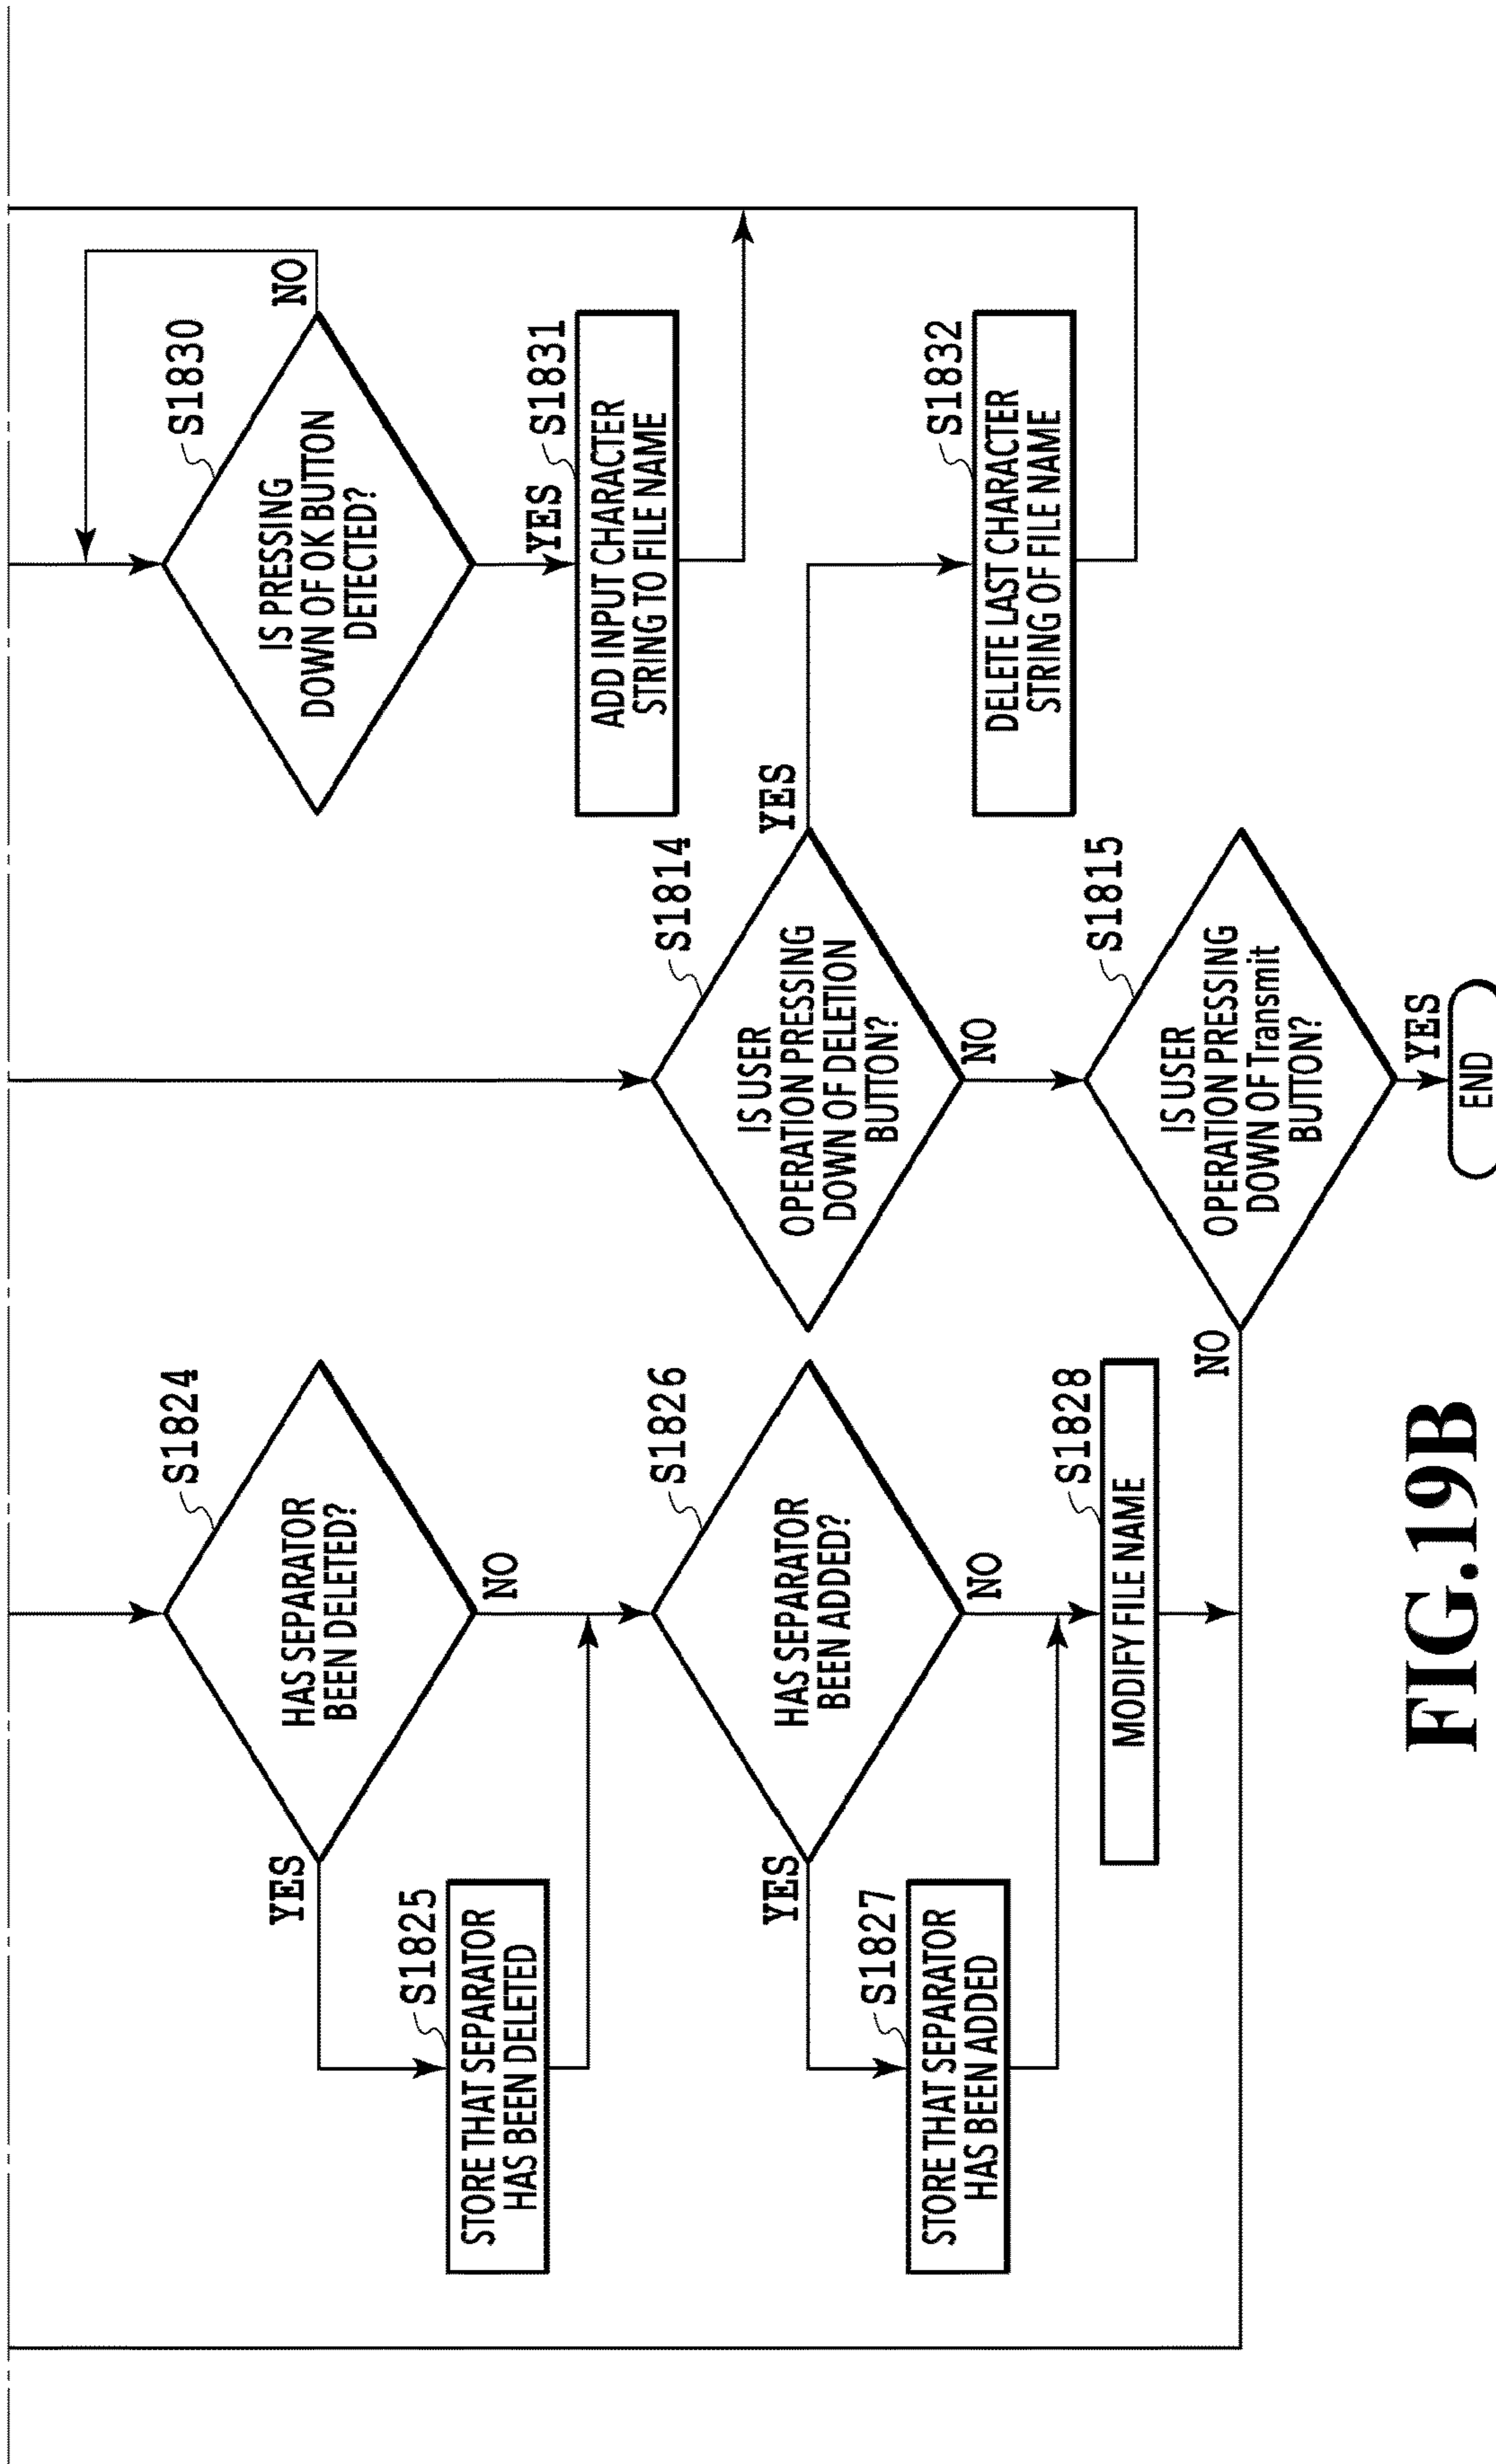 S1824
HAS SEPARATOR
BEEN DELETED?
YES
NO
S1825
STORE THAT SEPARATOR
HAS BEEN DELETED
S1826
HAS SEPARATOR
BEEN ADDED?
YES
NO
S1827
STORE THAT SEPARATOR
HAS BEEN ADDED
S1828
MODIFY FILE NAME
S1814
IS USER
OPERATION PRESSING
DOWN OF DELETION
BUTTON?
YES
NO
S1815
IS USER
OPERATION PRESSING
DOWN OF Transmit
BUTTON?
NO
YES
END
S1830
IS PRESSING
DOWN OF OK BUTTON
DETECTED?
NO
YES
S1831
ADD INPUT CHARACTER
STRING TO FILE NAME
S1832
DELETE LAST CHARACTER
STRING OF FILE NAME
FIG.19B